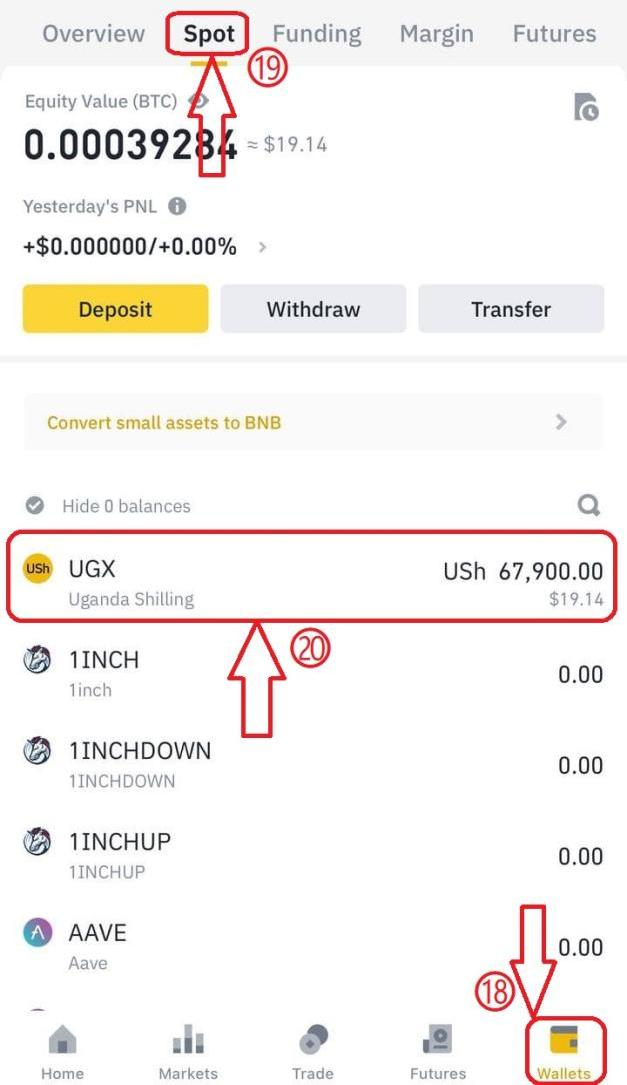 Overview Spot Funding Margin Futures
⑲
Equity Value (BTC)
0.00039284 ≈ $19.14
Yesterday's PNL
+$0.000000/+0.00% >
Deposit Withdraw Transfer
Convert small assets to BNB >
Hide 0 balances
USh UGX USh 67,900.00
Uganda Shilling $19.14
⑳
1INCH 0.00
1inch
1INCHDOWN 0.00
1INCHDOWN
1INCHUP 0.00
1INCHUP
AAVE 0.00
Aave
⑱
Home Markets Trade Futures Wallets